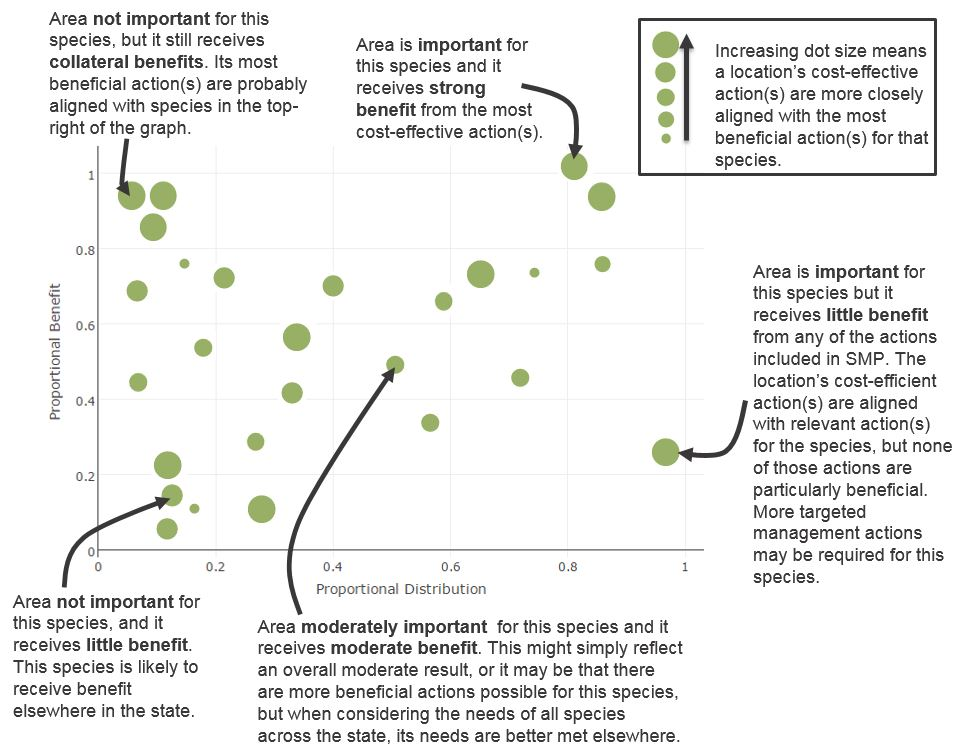 Area not important for this
species, but it still receives
collateral benefits. Its most
beneficial action(s) are probably
aligned with species in the top-
right of the graph.
Area is important for
this species and it
receives strong
benefit from the most
cost-effective action(s).
Increasing dot size means
a location's cost-effective
action(s) are more closely
aligned with the most
beneficial action(s) for that
species.
Proportional Benefit
1
0.8
0.6
0.4
0.2
0
0
0.2
0.4
0.6
0.8
1
Proportional Distribution
Area is important for
this species but it
receives little benefit
from any of the actions
included in SMP. The
location's cost-efficient
action(s) are aligned
with relevant action(s)
for the species, but none
of those actions are
particularly beneficial.
More targeted
management actions
may be required for this
species.
Area not important for
this species, and it
receives little benefit.
This species is likely to
receive benefit
elsewhere in the state.
Area moderately important for this species and it
receives moderate benefit. This might simply reflect
an overall moderate result, or it may be that there
are more beneficial actions possible for this species,
but when considering the needs of all species
across the state, its needs are better met elsewhere.